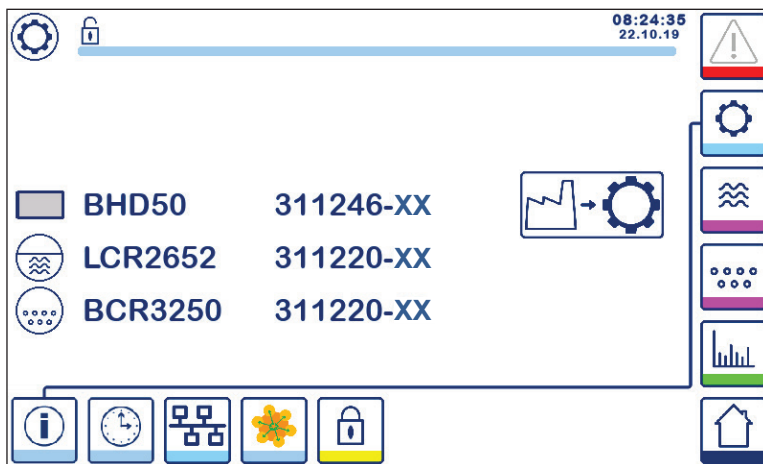 08:24:35
22.10.19
BHD50 311246-XX
LCR2652 311220-XX
BCR3250 311220-XX